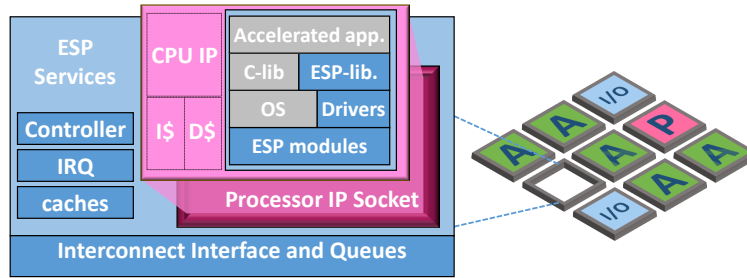 ESP
Services
Controller
IRQ
caches
CPU IP
I$ D$
Accelerated app.
C-lib ESP-lib.
OS Drivers
ESP modules
Processor IP Socket
Interconnect Interface and Queues
I/O
A P
A A A
A A
I/O